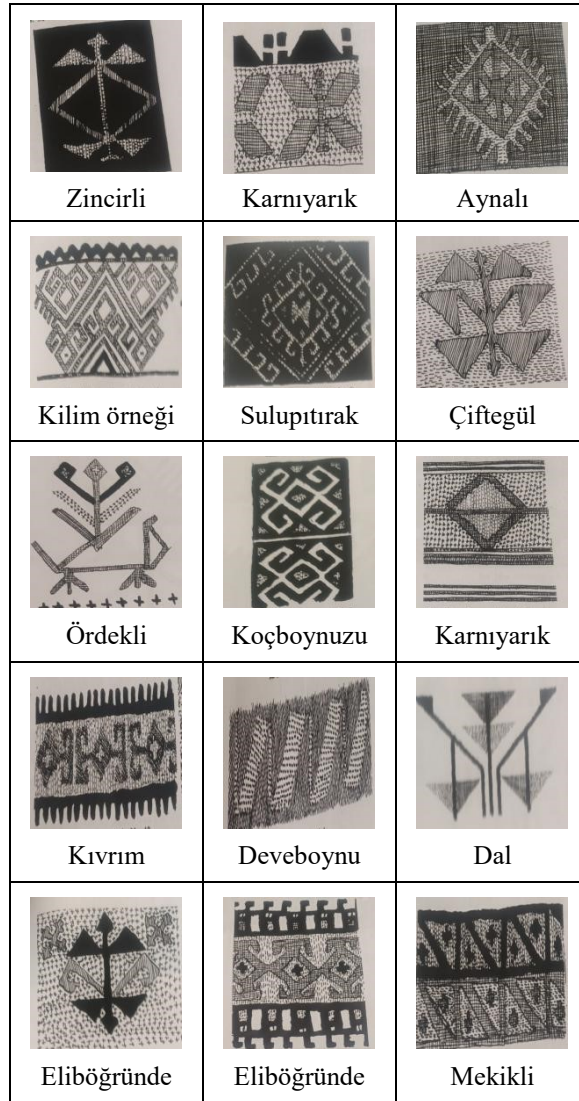 Zincirli
Karnıyarık
Aynalı
Kilim örneği
Sulupıtırak
Çiftegül
Ördekli
Koçboynuzu
Karnıyarık
Kıvrım
Deveboynu
Dal
Eliböğründe
Eliböğründe
Mekikli